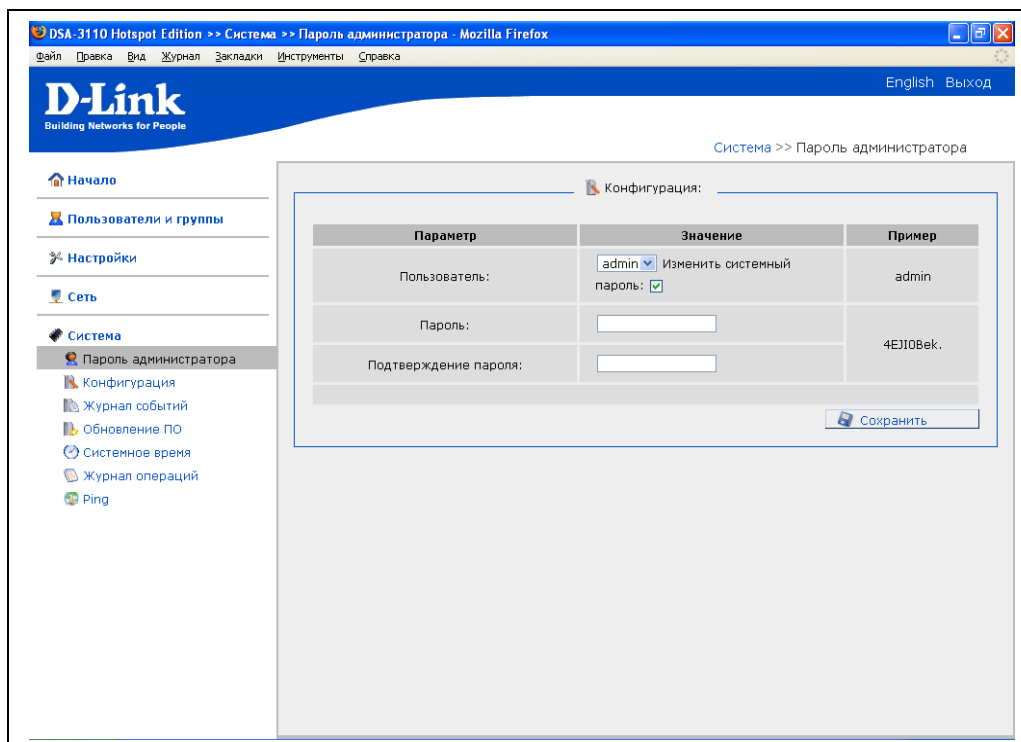 DSA-3110 Hotspot Edition >> Система >> Пароль администратора - Mozilla Firefox
Файл Правка Вид Журнал Закладки Инструменты Справка
English Выход
D-Link
Building Networks for People
Система >> Пароль администратора
Начало
Пользователи и группы
Настройки
Сеть
Система
Пароль администратора
Конфигурация
Журнал событий
Обновление ПО
Системное время
Журнал операций
Ping
Конфигурация:
Параметр Значение Пример
Пользователь: admin Изменить системный пароль: admin
Пароль:
4EJI0Bek.
Подтверждение пароля:
Сохранить